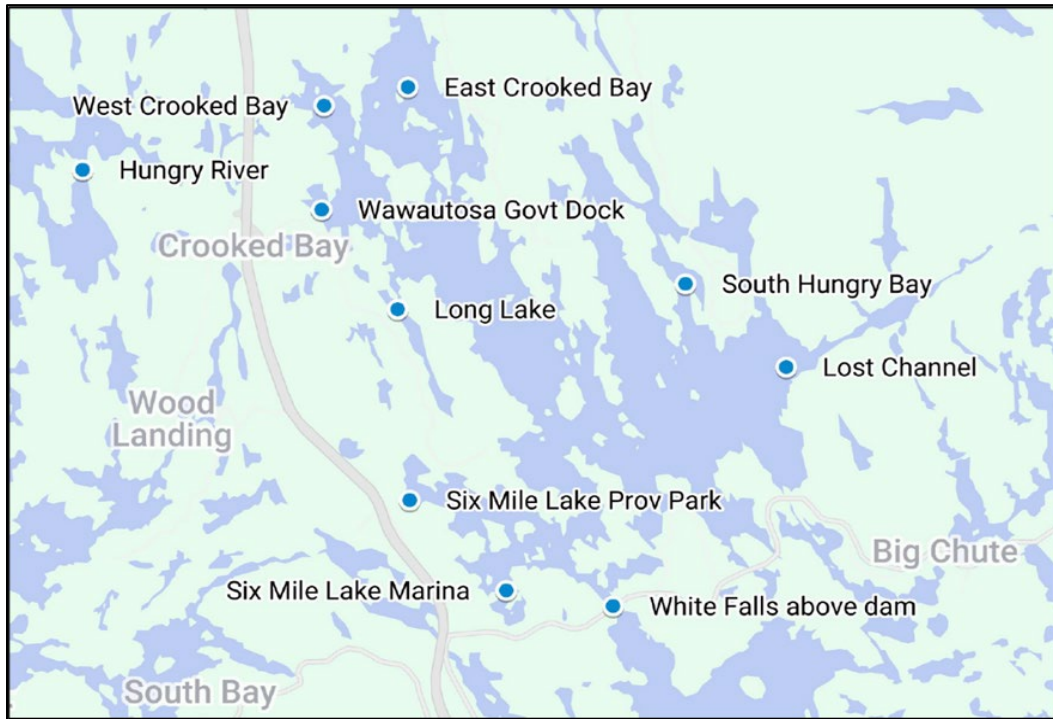 East Crooked Bay
West Crooked Bay
Hungry River
Wawautosa Govt Dock
Crooked Bay
South Hungry Bay
Long Lake
Lost Channel
Wood
Landing
Six Mile Lake Prov Park
Big Chute
Six Mile Lake Marina
White Falls above dam
South Bay